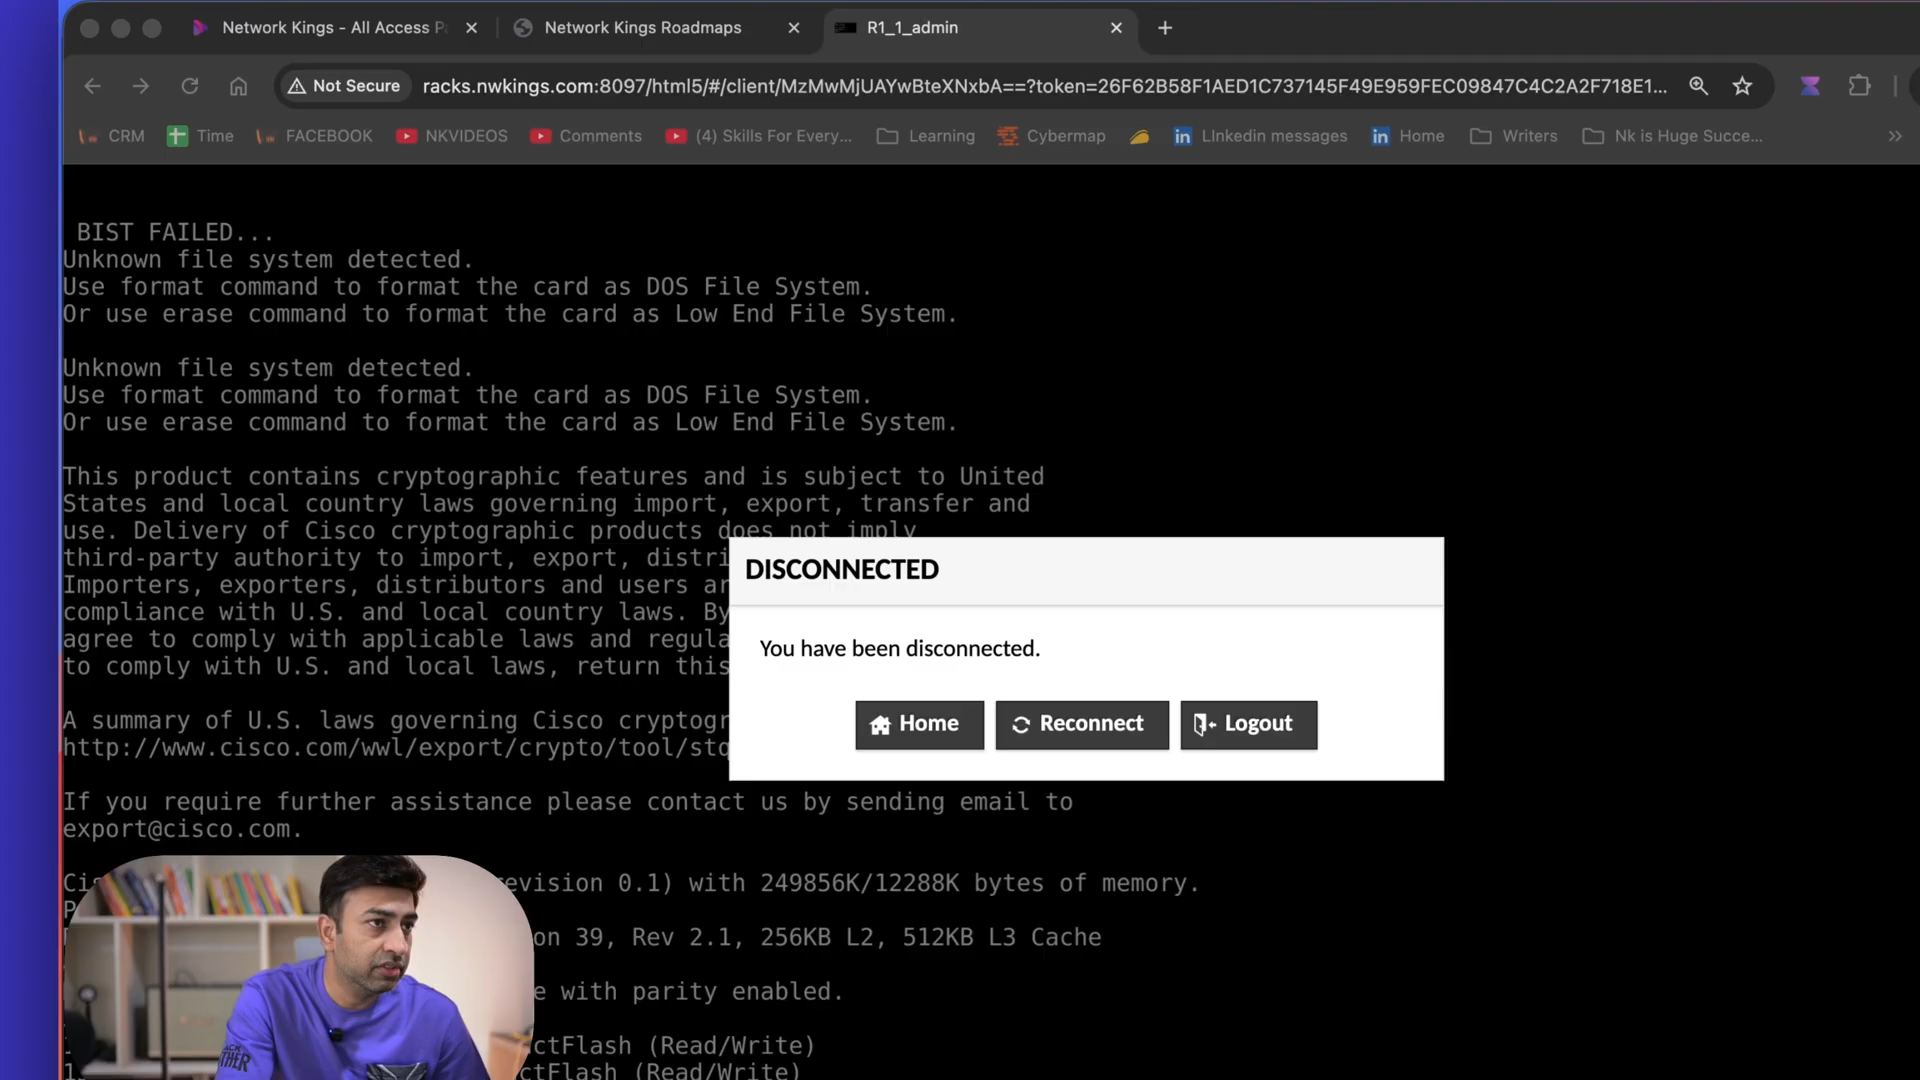 Network Kings - All Access P
Network Kings Roadmaps
R1_1_admin
Not Secure
racks.nwkings.com:8097/html5/#/client/MzMwMjUAYwBteXNxbA==?token=26F62B58F1AED1C737145F49E959FEC09847C4C2A2F718E1...
CRM
Time
FACEBOOK
NKVIDEOS
Comments
(4) Skills For Every...
Learning
Cybermap
LInkedin messages
Home
Writers
Nk is Huge Succe...
BIST FAILED...
Unknown file system detected.
Use format command to format the card as DOS File System.
Or use erase command to format the card as Low End File System.
Unknown file system detected.
Use format command to format the card as DOS File System.
Or use erase command to format the card as Low End File System.
This product contains cryptographic features and is subject to United
States and local country laws governing import, export, transfer and
use. Delivery of Cisco cryptographic products does not imply
third-party authority to import, export, distri
Importers, exporters, distributors and users ar
compliance with U.S. and local country laws. By
agree to comply with applicable laws and regula
to comply with U.S. and local laws, return this
A summary of U.S. laws governing Cisco cryptogr
http://www.cisco.com/wwl/export/crypto/tool/stq
DISCONNECTED
You have been disconnected.
Home
Reconnect
Logout
If you require further assistance please contact us by sending email to
export@cisco.com.
Cis
evision 0.1) with 249856K/12288K bytes of memory.
P
on 39, Rev 2.1, 256KB L2, 512KB L3 Cache
e with parity enabled.
ctFlash (Read/Write)
ctFlash (Read/Write)